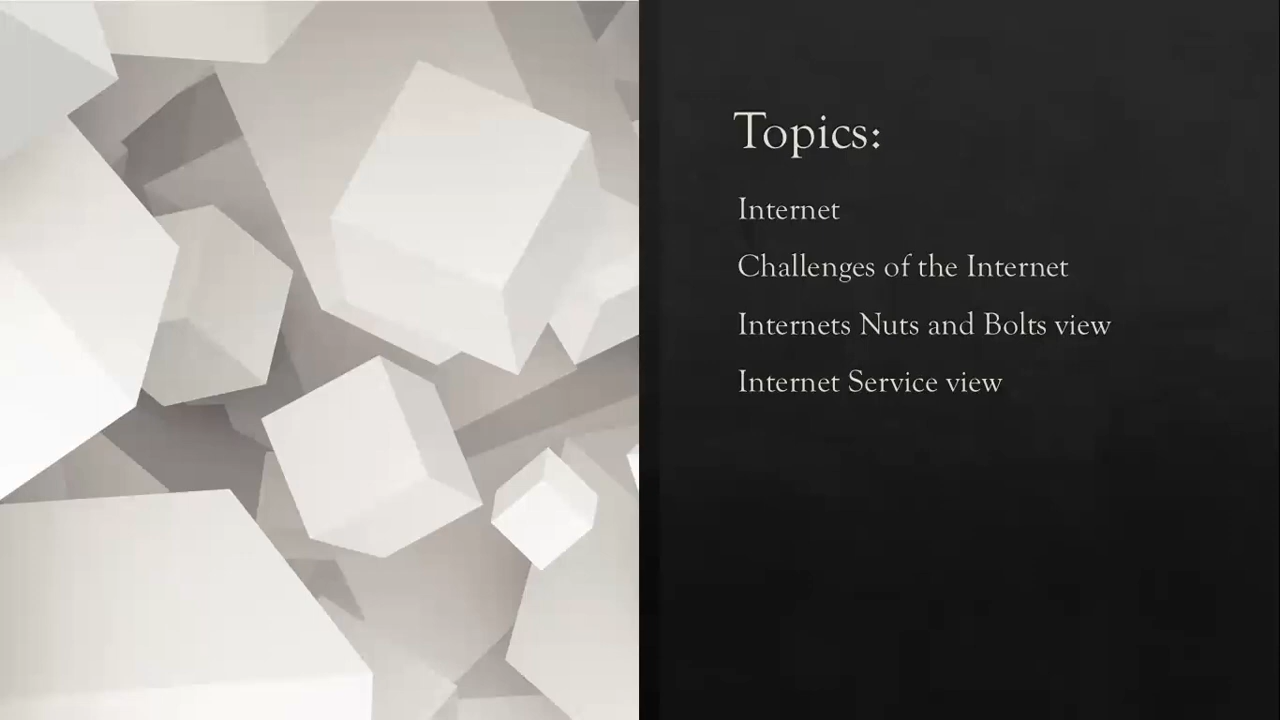 Topics:
Internet
Challenges of the Internet
Internets Nuts and Bolts view
Internet Service view